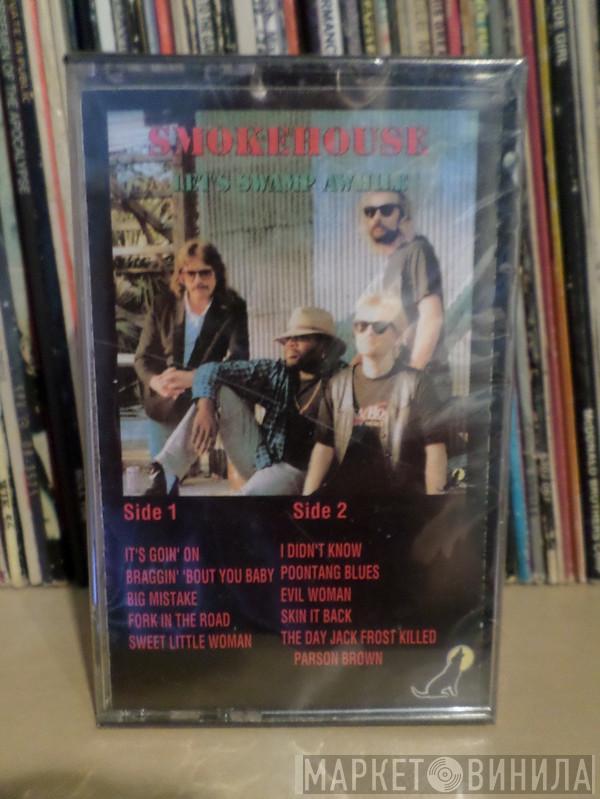 SMOKEHOUSE
LET'S SWAMP AWHILE
Side 1
IT'S GOIN' ON
BRAGGIN' 'BOUT YOU BABY
BIG MISTAKE
FORK IN THE ROAD
SWEET LITTLE WOMAN
Side 2
I DIDN'T KNOW
POONTANG BLUES
EVIL WOMAN
SKIN IT BACK
THE DAY JACK FROST KILLED
PARSON BROWN
МАРКЕТ ВИНИЛА